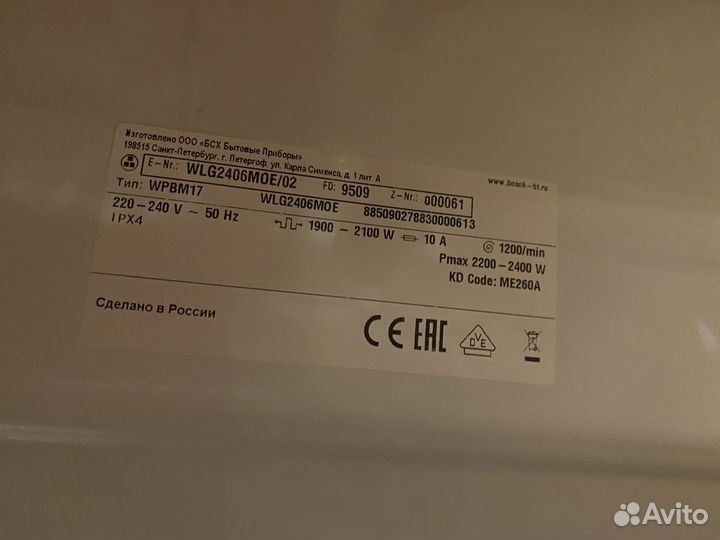 Изготовлено ООО «БСХ Бытовые Приборы»
198515 Санкт-Петербург, г. Петергоф, ул. Карла Сименса, д. 1 лит. А
www.bosch-bt.ru
E-Nr.: WLG2406MOE/02 FD: 9509 Z-Nr.: 000061
Тип: WPBM17 WLG2406MOE 885090278830000613
220-240 V ~ 50 Hz 1900 - 2100 W 10 A 1200/min
IPX4 Pmax 2200-2400 W
KD Code: ME260A
Сделано в России
CE EAC DVE
Avito